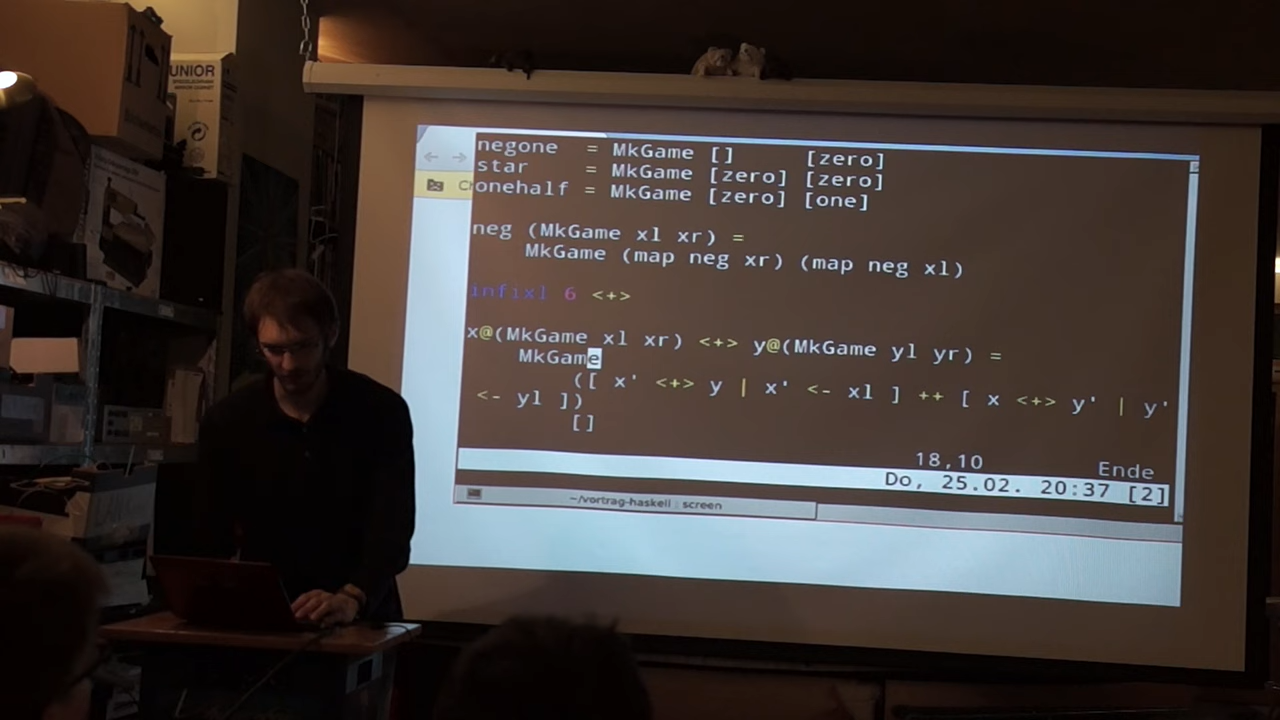 UNIOR
negone  = MkGame []     [zero]
star    = MkGame [zero] [zero]
onehalf = MkGame [zero] [one]
neg (MkGame xl xr) =
MkGame (map neg xr) (map neg xl)
infixl 6 <+>
x@(MkGame xl xr) <+> y@(MkGame yl yr) =
MkGame
([ x' <+> y | x' <- xl ] ++ [ x <+> y' | y'
<- yl ])
[]
18,10 Ende
Do, 25.02. 20:37 [2]
~/vortrag-haskell : screen